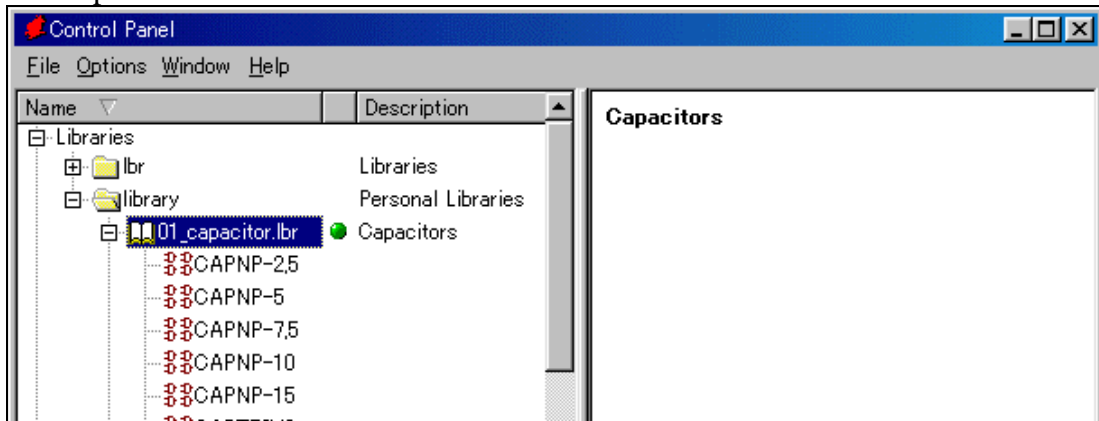 Control Panel
File Options Window Help
Name Description
Libraries
lbr Libraries
library Personal Libraries
01_capacitor.lbr Capacitors
CAPNP-2,5
CAPNP-5
CAPNP-7,5
CAPNP-10
CAPNP-15
Capacitors